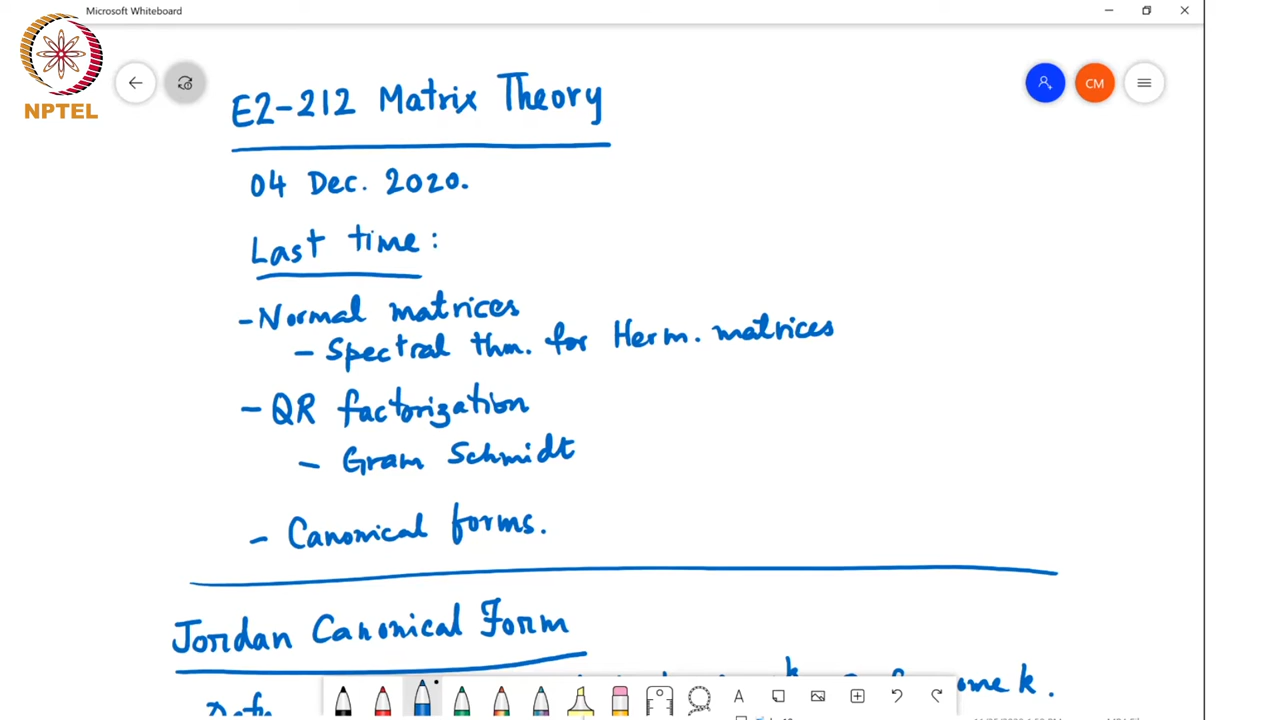 Microsoft Whiteboard
NPTEL
CM
E2-212 Matrix Theory
04 Dec. 2020.
Last time:
- Normal matrices
- Spectral thm. for Herm. matrices
- QR factorization
- Gram Schmidt
- Canonical forms.
Jordan Canonical Form
k.